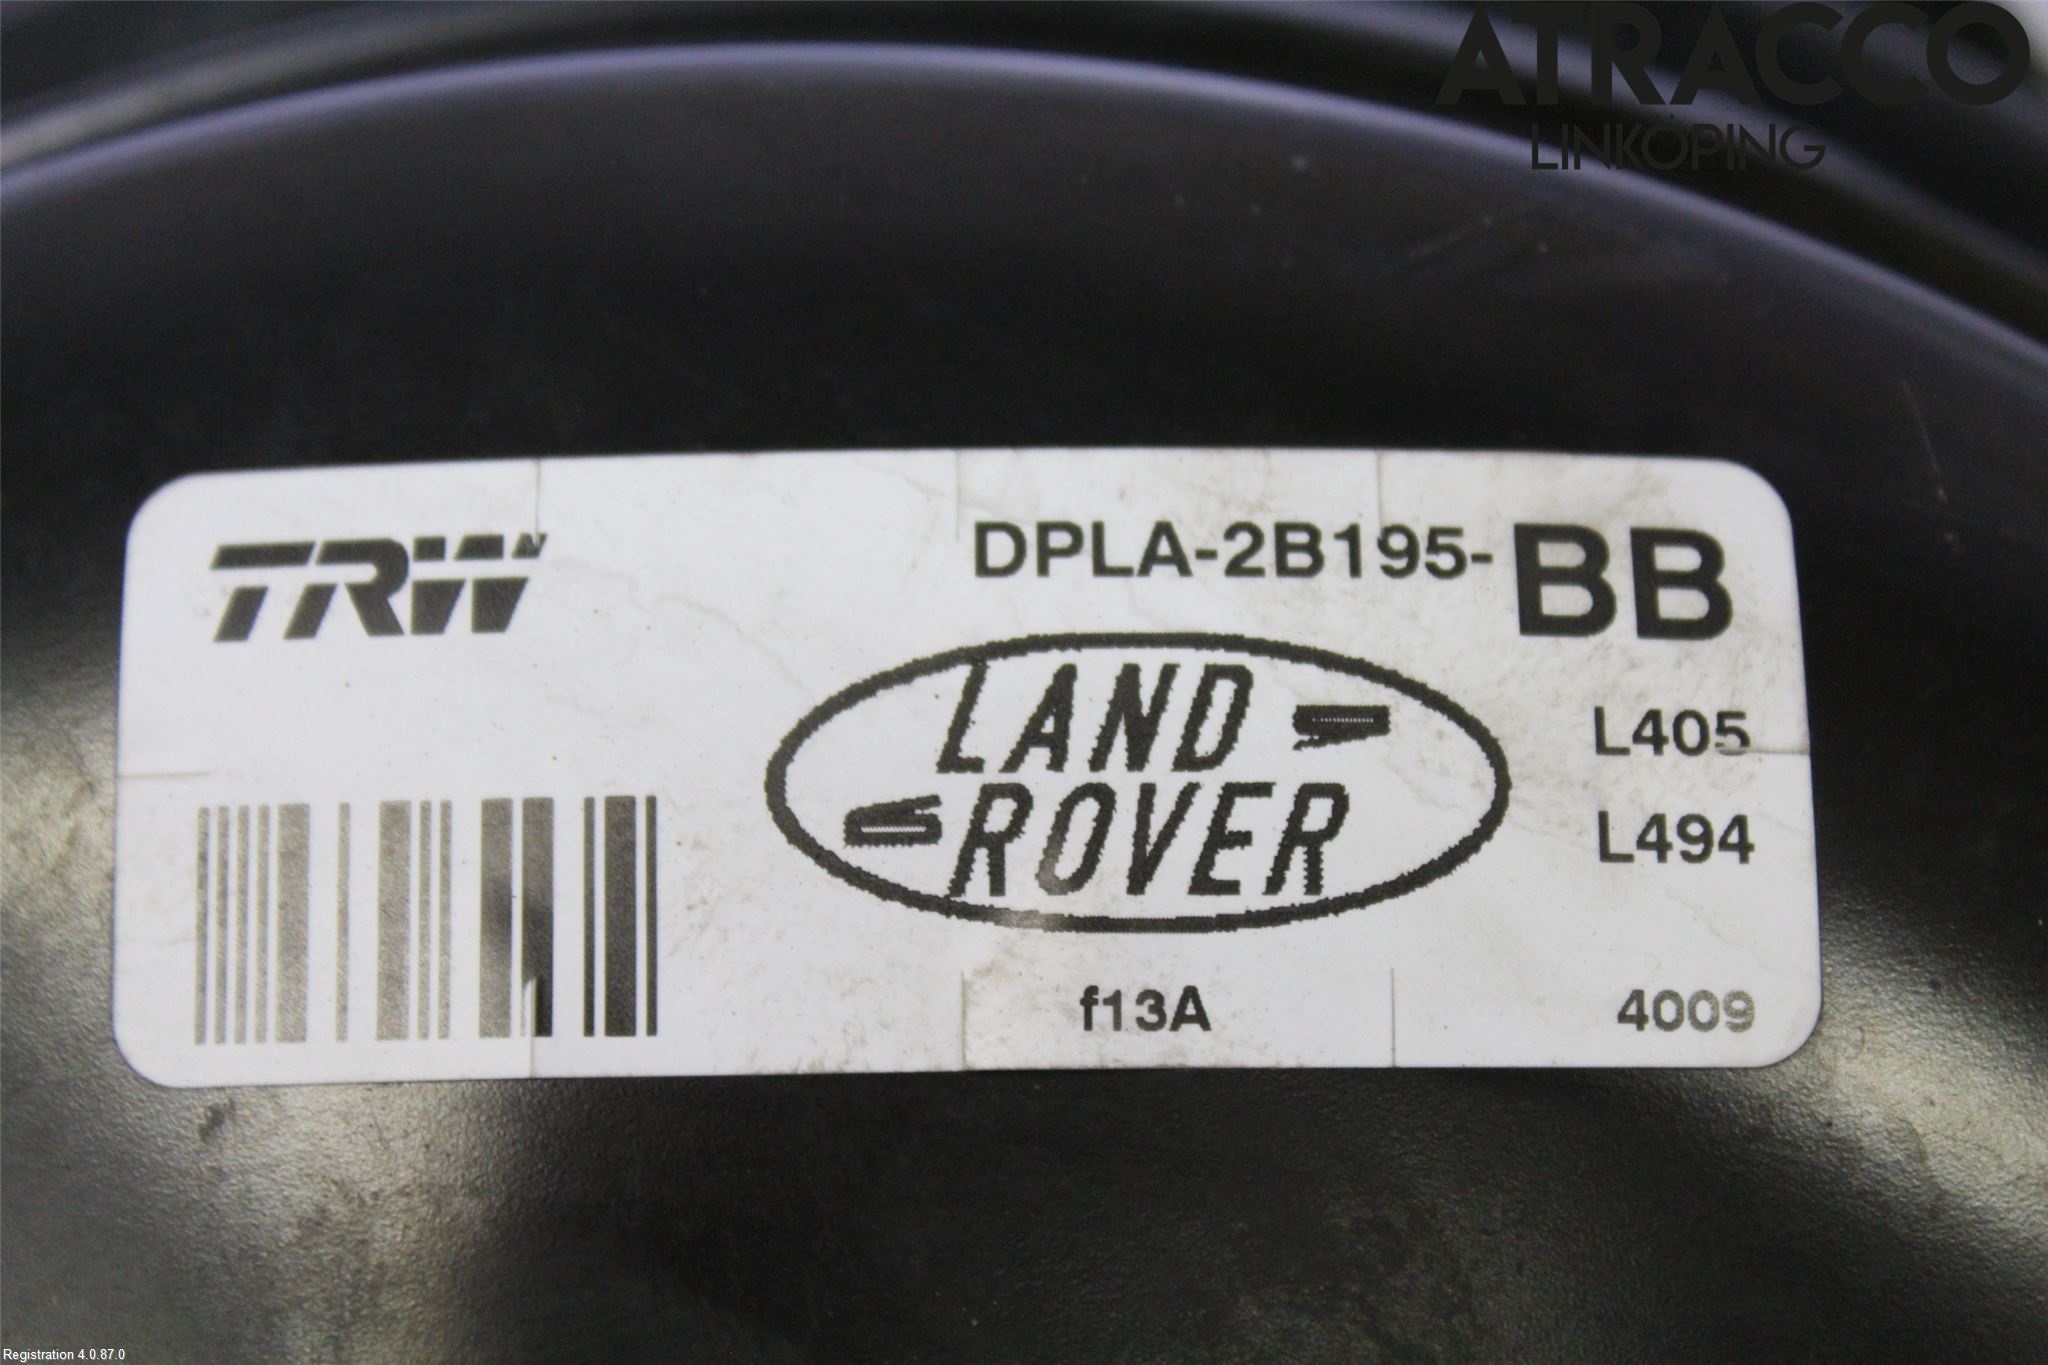 ATRACCO
LINKÖPING
TRW
DPLA-2B195-BB
LAND
ROVER
L405
L494
f13A
4009
Registration 4.0.87.0